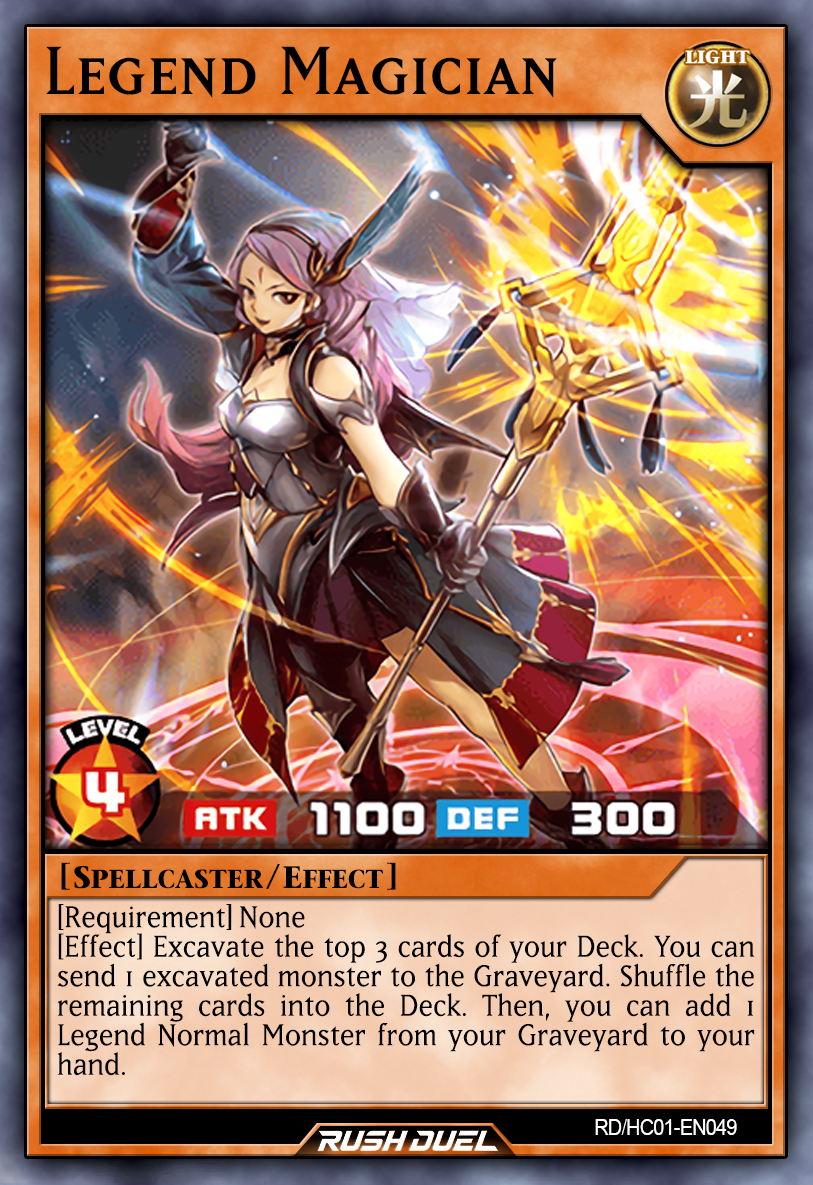 Legend Magician
LIGHT
光
LEVEL
4
ATK 1100 DEF 300
[Spellcaster/Effect]
[Requirement] None
[Effect] Excavate the top 3 cards of your Deck. You can
send 1 excavated monster to the Graveyard. Shuffle the
remaining cards into the Deck. Then, you can add 1
Legend Normal Monster from your Graveyard to your
hand.
RUSH DUEL
RD/HC01-EN049